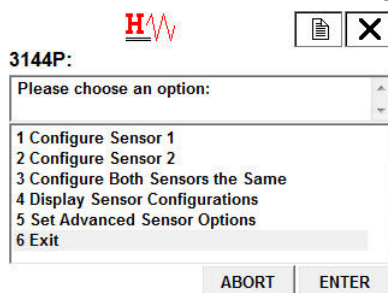 H
3144P:
Please choose an option:
1 Configure Sensor 1
2 Configure Sensor 2
3 Configure Both Sensors the Same
4 Display Sensor Configurations
5 Set Advanced Sensor Options
6 Exit
ABORT ENTER